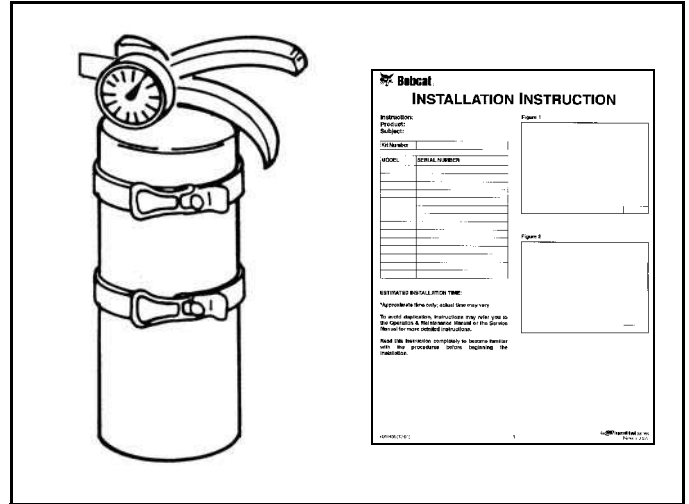 Bobcat
INSTALLATION INSTRUCTION
Instruction:
Product:
Subject:
Kit Number
MODEL SERIAL NUMBER
ESTIMATED INSTALLATION TIME:
*Approximate time only; actual time may vary
To avoid duplication, instructions may refer you to
the Operation & Maintenance Manual or the Service
Manual for more detailed instructions.
Read this instruction completely to become familiar
with the procedures before beginning the
installation.
Figure 1
Figure 2
1